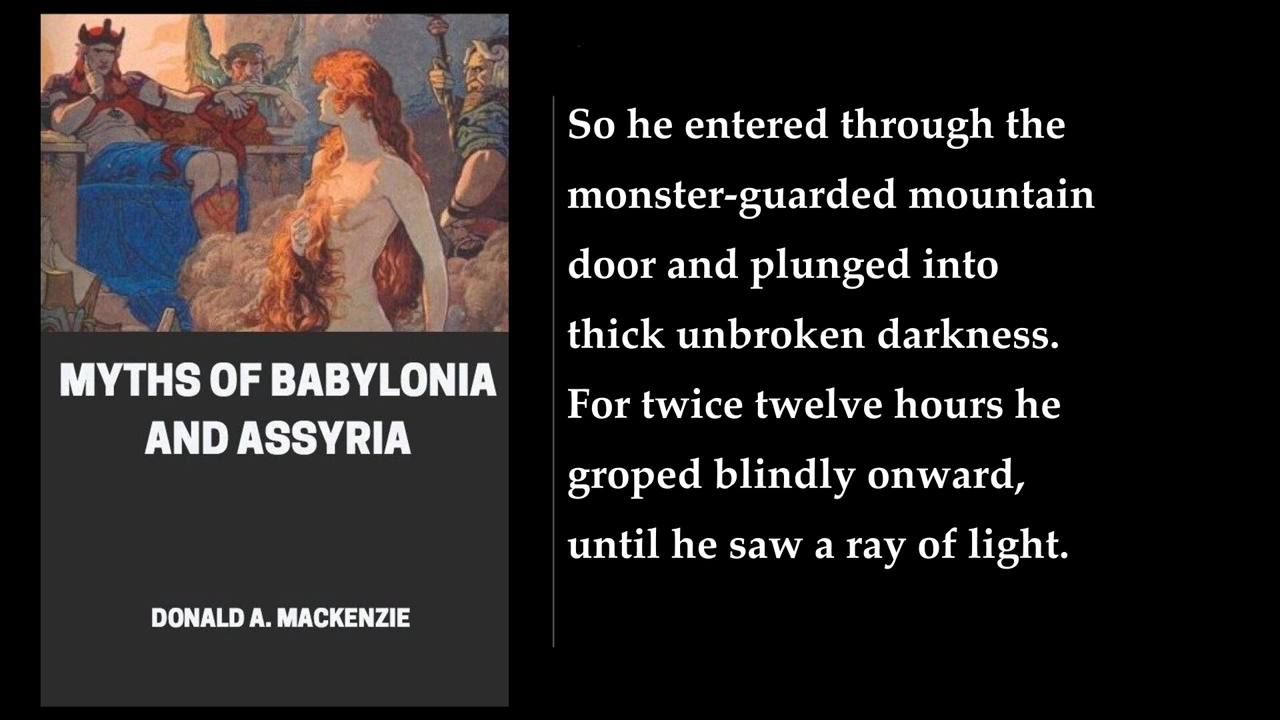 MYTHS OF BABYLONIA
AND ASSYRIA
DONALD A. MACKENZIE
So he entered through the
monster-guarded mountain
door and plunged into
thick unbroken darkness.
For twice twelve hours he
groped blindly onward,
until he saw a ray of light.